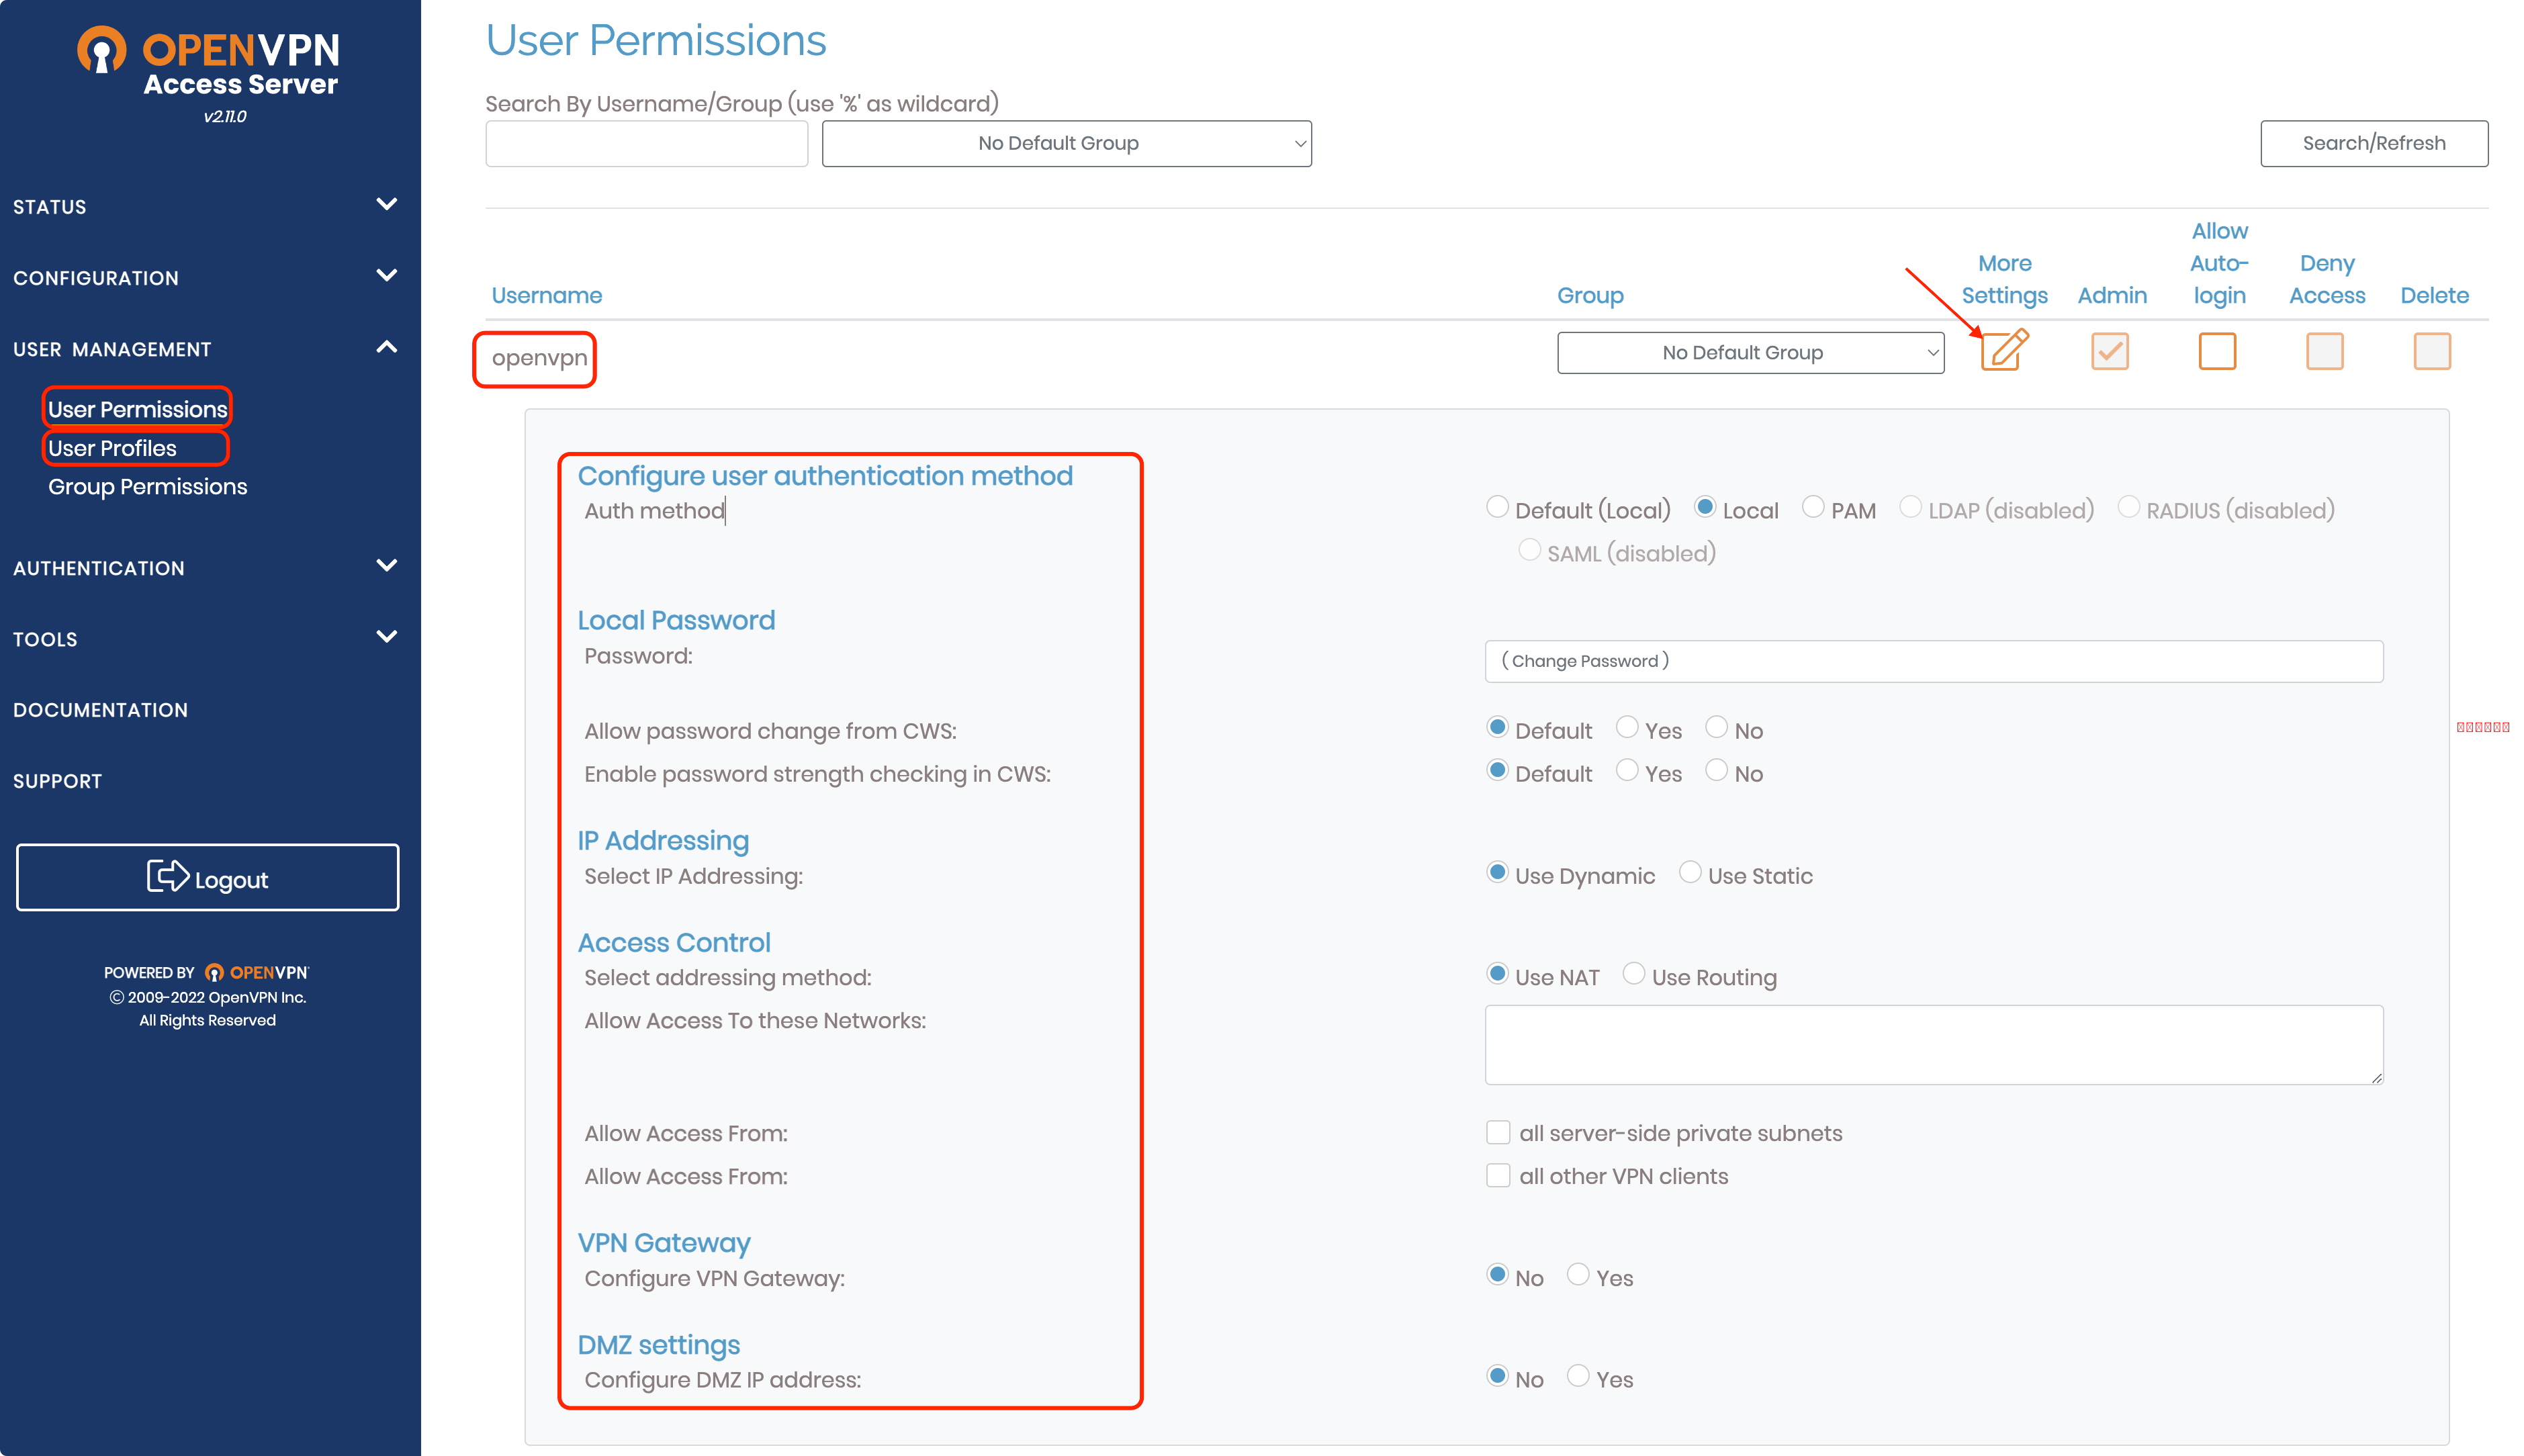 OPENVPN
Access Server
v2.11.0
STATUS
CONFIGURATION
USER MANAGEMENT
User Permissions
User Profiles
Group Permissions
AUTHENTICATION
TOOLS
DOCUMENTATION
SUPPORT
Logout
POWERED BY OPENVPN
© 2009-2022 OpenVPN Inc.
All Rights Reserved
User Permissions
Search By Username/Group (use '%' as wildcard)
No Default Group
Search/Refresh
Username
Group
More Settings
Admin
Allow Auto-login
Deny Access
Delete
openvpn
No Default Group
Configure user authentication method
Auth method
Default (Local) Local PAM LDAP (disabled) RADIUS (disabled)
SAML (disabled)
Local Password
Password:
(Change Password)
Allow password change from CWS:
Default Yes No
Enable password strength checking in CWS:
Default Yes No
IP Addressing
Select IP Addressing:
Use Dynamic Use Static
Access Control
Select addressing method:
Use NAT Use Routing
Allow Access To these Networks:
Allow Access From:
all server-side private subnets
Allow Access From:
all other VPN clients
VPN Gateway
Configure VPN Gateway:
No Yes
DMZ settings
Configure DMZ IP address:
No Yes